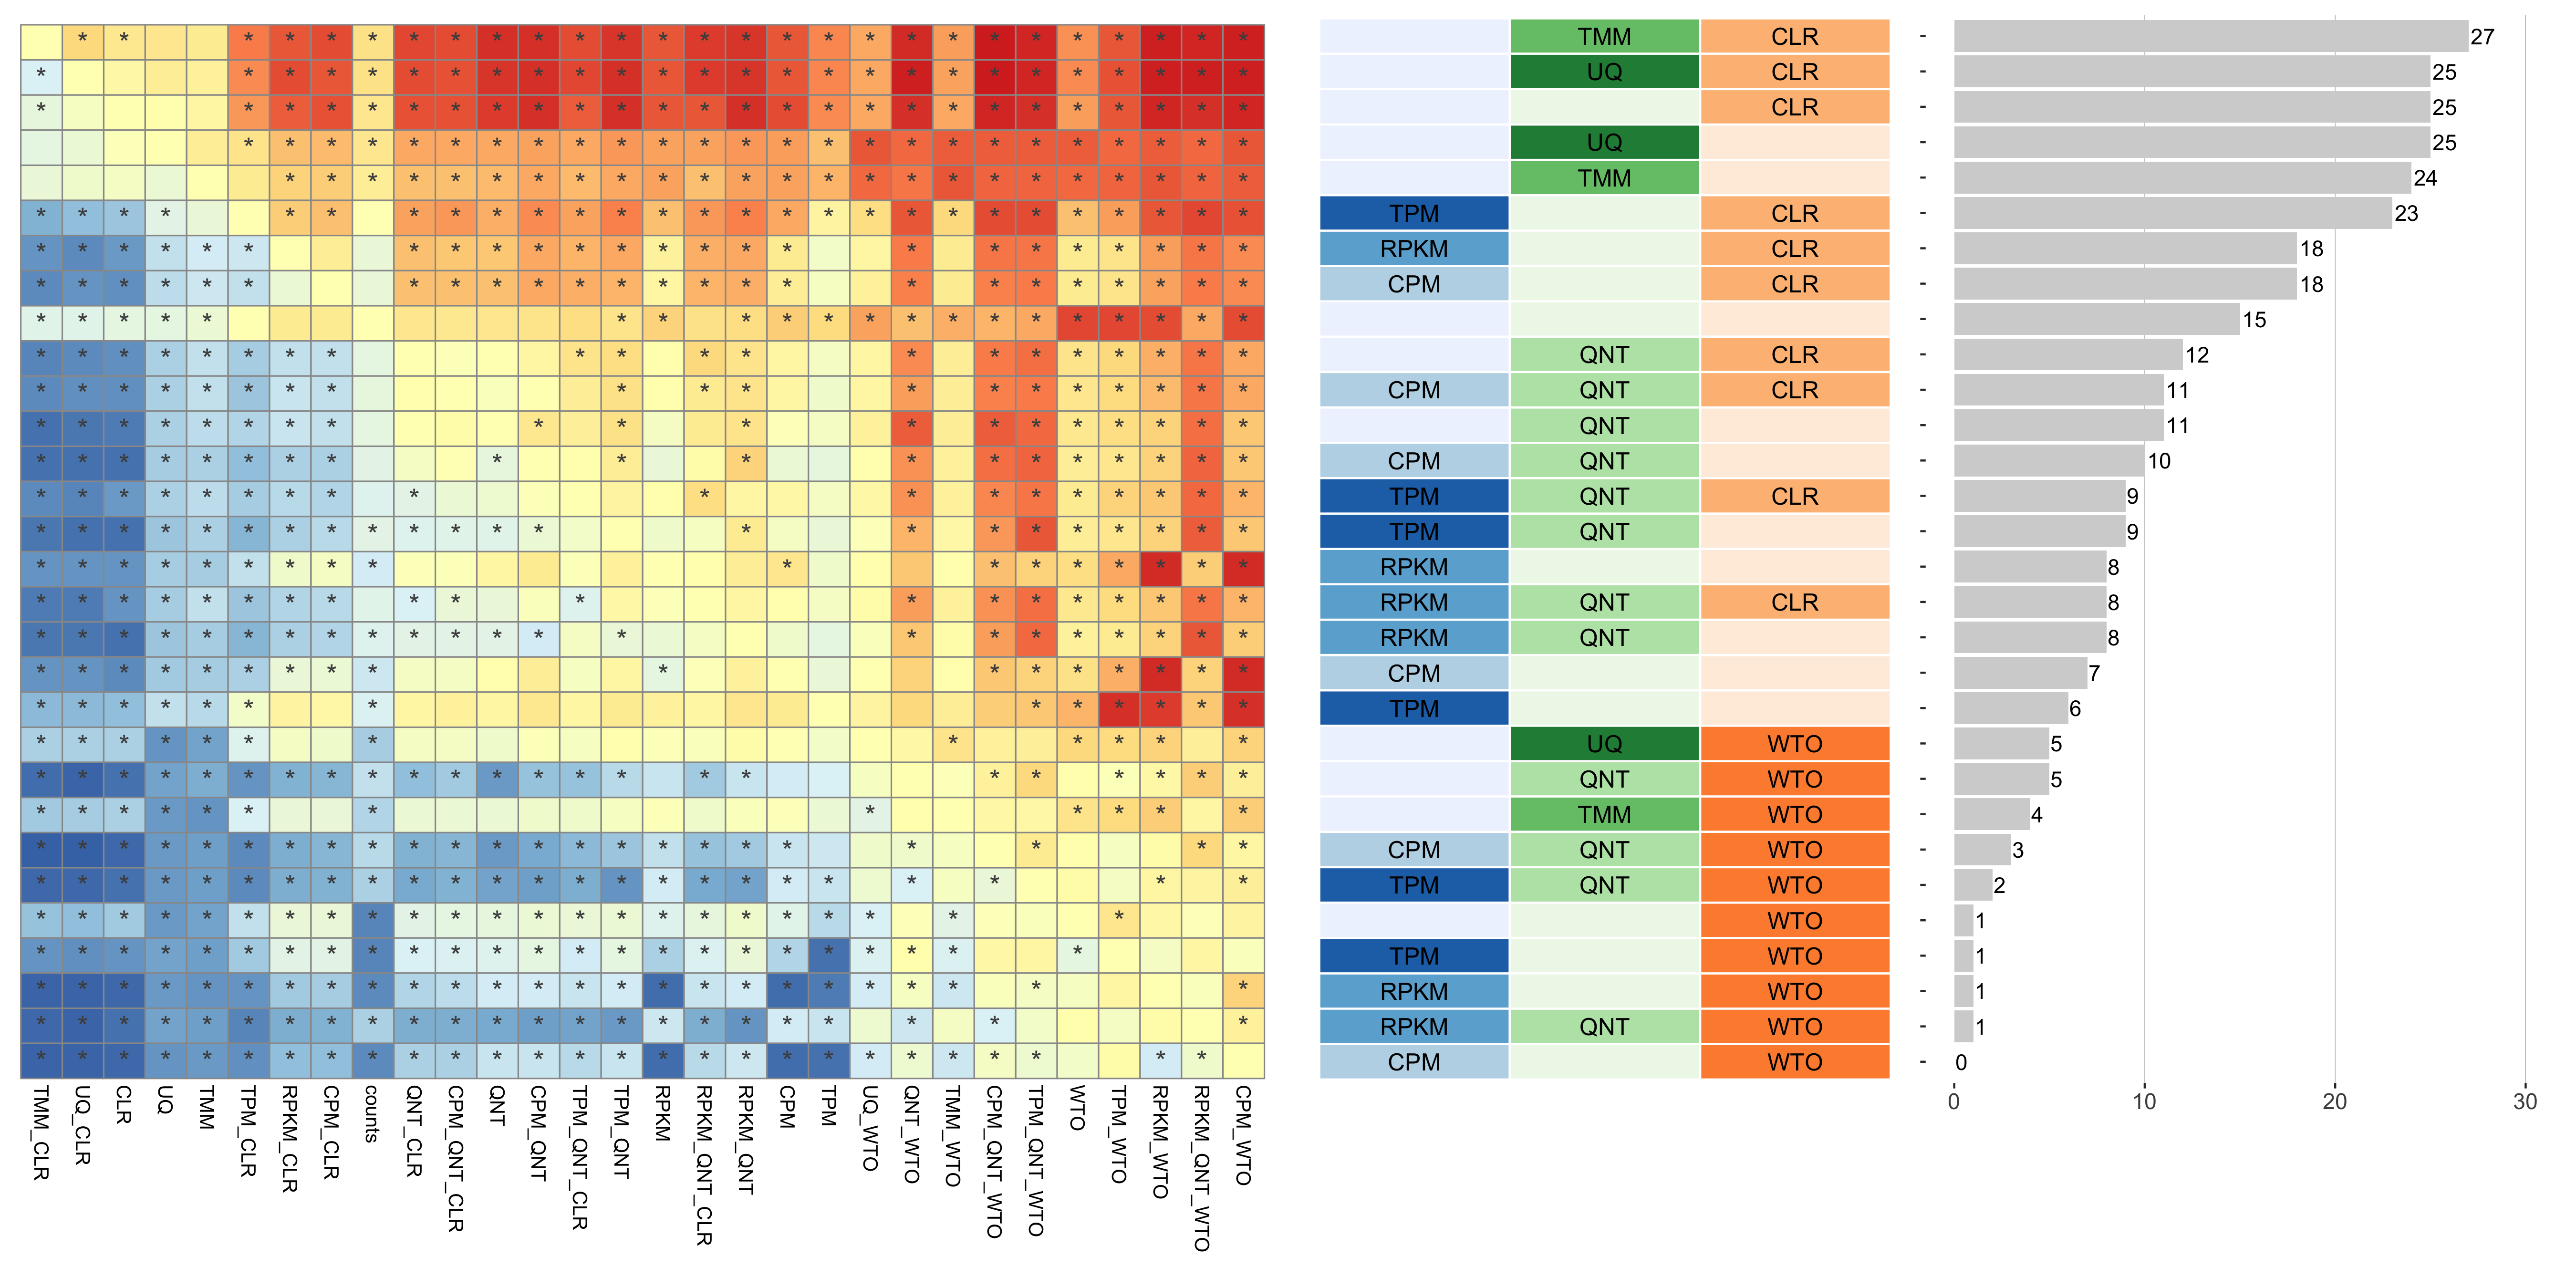 TMM CLR - 27
UQ CLR - 25
CLR - 25
UQ - 25
TMM - 24
TPM CLR - 23
RPKM CLR - 18
CPM CLR - 18
- 15
QNT CLR - 12
CPM QNT CLR - 11
QNT - 11
CPM QNT - 10
TPM QNT CLR - 9
TPM QNT - 9
RPKM - 8
RPKM QNT CLR - 8
RPKM QNT - 8
CPM - 7
TPM - 6
UQ WTO - 5
QNT WTO - 5
TMM WTO - 4
CPM QNT WTO - 3
TPM QNT WTO - 2
WTO - 1
TPM WTO - 1
RPKM WTO - 1
RPKM QNT WTO - 1
CPM WTO - 0
0 10 20 30
TMM_CLR
UQ_CLR
CLR
UQ
TMM
TPM_CLR
RPKM_CLR
CPM_CLR
counts
QNT_CLR
CPM_QNT_CLR
QNT
CPM_QNT
TPM_QNT_CLR
TPM_QNT
RPKM
RPKM_QNT_CLR
RPKM_QNT
CPM
TPM
UQ_WTO
QNT_WTO
TMM_WTO
CPM_QNT_WTO
TPM_QNT_WTO
WTO
TPM_WTO
RPKM_WTO
RPKM_QNT_WTO
CPM_WTO